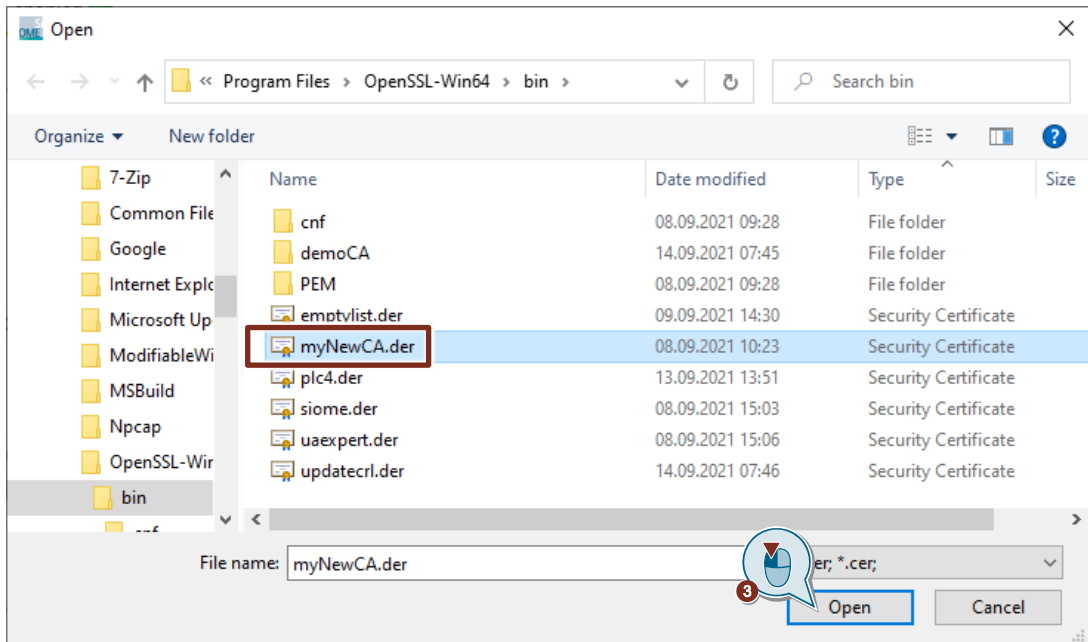 OME Open
« Program Files > OpenSSL-Win64 > bin > Search bin
Organize New folder ?
Name Date modified Type Size
7-Zip
Common File
Google
Internet Explo
Microsoft Up
ModifiableWi
MSBuild
Npcap
OpenSSL-Wir
bin
cnf 08.09.2021 09:28 File folder
demoCA 14.09.2021 07:45 File folder
PEM 08.09.2021 09:28 File folder
emptylist.der 09.09.2021 14:30 Security Certificate
myNewCA.der 08.09.2021 10:23 Security Certificate
plc4.der 13.09.2021 13:51 Security Certificate
siome.der 08.09.2021 15:03 Security Certificate
uaexpert.der 08.09.2021 15:06 Security Certificate
updatecrl.der 14.09.2021 07:46 Security Certificate
File name: myNewCA.der er; *.cer;
3
Open Cancel